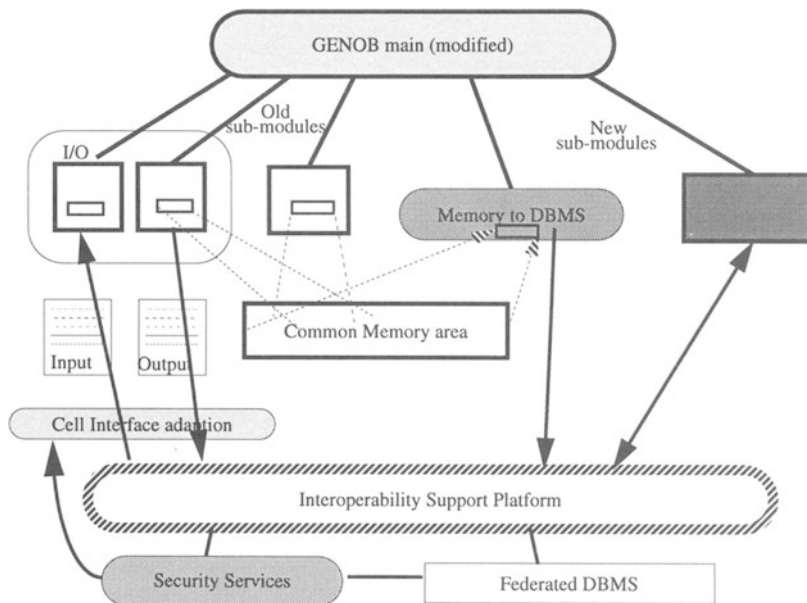 GENOB main (modified)
Old
sub-modules
New
sub-modules
I/O
Memory to DBMS
Common Memory area
Input
Output
Cell Interface adaption
Interoperability Support Platform
Security Services
Federated DBMS